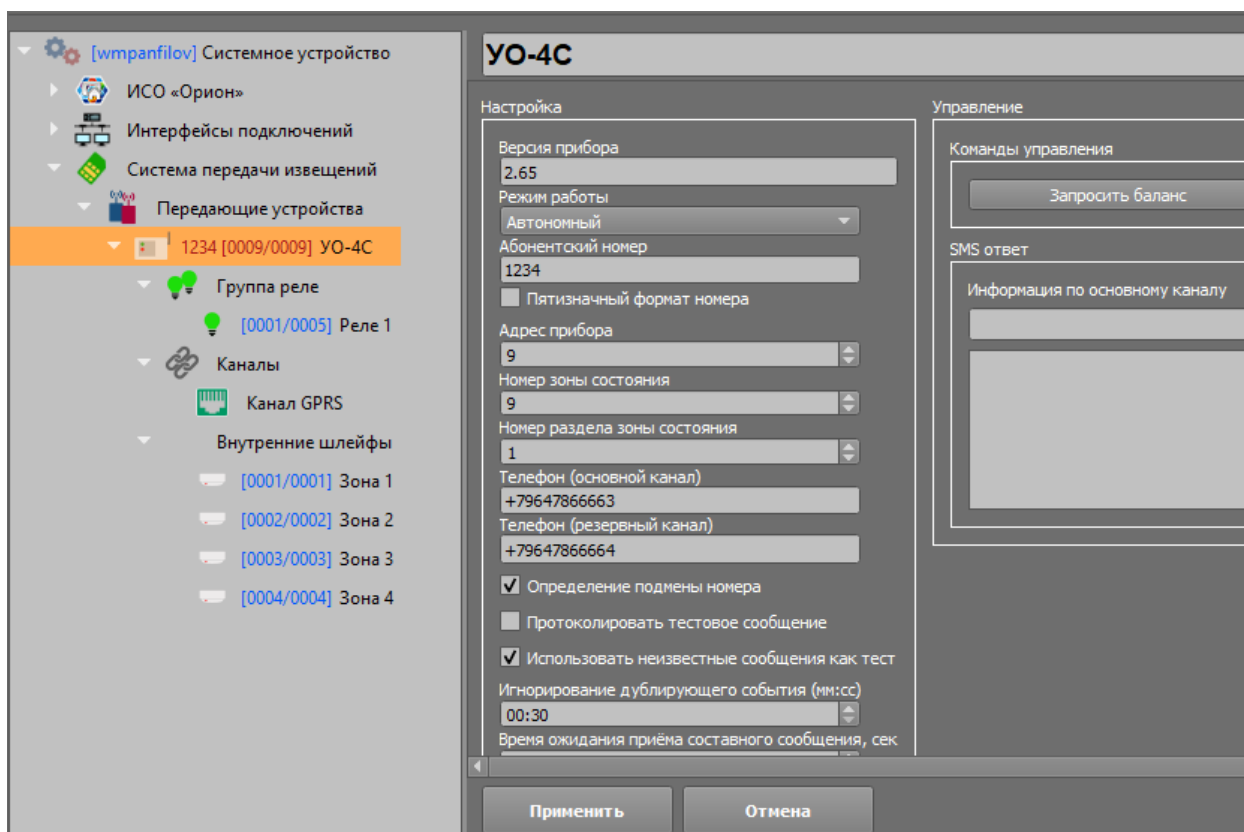 [wmpanfilov] Системное устройство
ИСО «Орион»
Интерфейсы подключений
Система передачи извещений
Передающие устройства
1234 [0009/0009] УО-4С
Группа реле
[0001/0005] Реле 1
Каналы
Канал GPRS
Внутренние шлейфы
[0001/0001] Зона 1
[0002/0002] Зона 2
[0003/0003] Зона 3
[0004/0004] Зона 4
УО-4С
Настройка
Версия прибора
2.65
Режим работы
Автономный
Абонентский номер
1234
Пятизначный формат номера
Адрес прибора
9
Номер зоны состояния
9
Номер раздела зоны состояния
1
Телефон (основной канал)
+79647866663
Телефон (резервный канал)
+79647866664
Определение подмены номера
Протоколировать тестовое сообщение
Использовать неизвестные сообщения как тест
Игнорирование дублирующего события (мм:сс)
00:30
Время ожидания приёма составного сообщения, сек
Управление
Команды управления
Запросить баланс
SMS ответ
Информация по основному каналу
Применить
Отмена